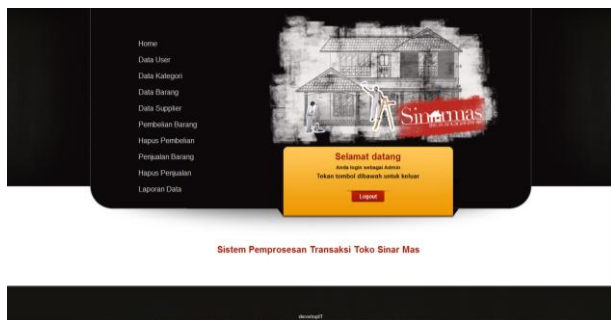 Home
Data User
Data Kategori
Data Barang
Data Supplier
Pembelian Barang
Hapus Pembelian
Penjualan Barang
Hapus Penjualan
Laporan Data
Sinarmas
Selamat datang
Anda login sebagai Admin
Tekan tombol dibawah untuk keluar
Logout
Sistem Pemprosesan Transaksi Toko Sinar Mas
developIT